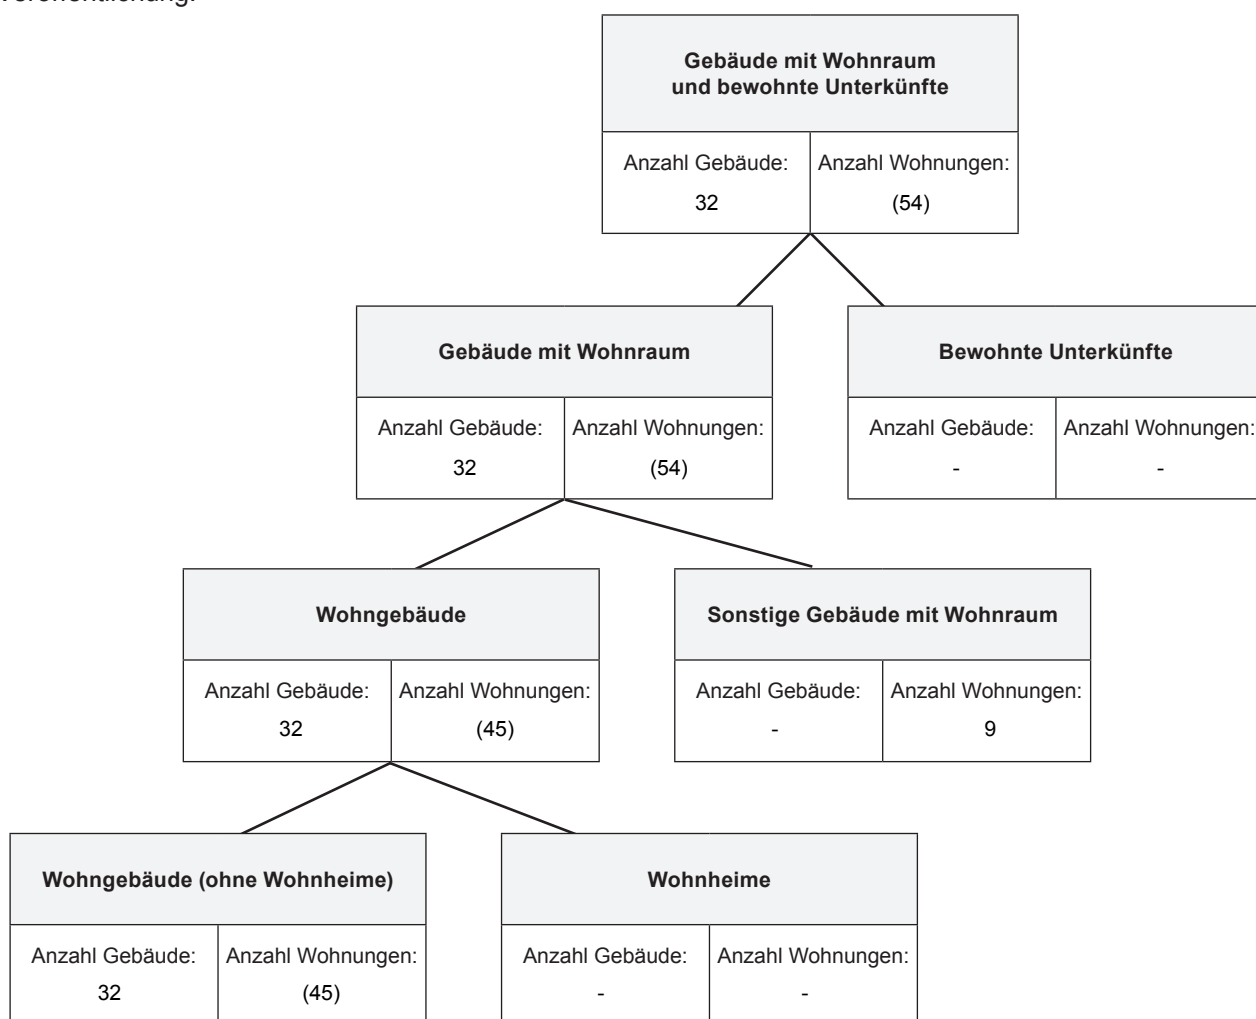 Veröffentlichung.
Gebäude mit Wohnraum
und bewohnte Unterkünfte
Anzahl Gebäude: Anzahl Wohnungen:
32 (54)
Gebäude mit Wohnraum
Anzahl Gebäude: Anzahl Wohnungen:
32 (54)
Bewohnte Unterkünfte
Anzahl Gebäude: Anzahl Wohnungen:
- -
Wohngebäude
Anzahl Gebäude: Anzahl Wohnungen:
32 (45)
Sonstige Gebäude mit Wohnraum
Anzahl Gebäude: Anzahl Wohnungen:
- 9
Wohngebäude (ohne Wohnheime)
Anzahl Gebäude: Anzahl Wohnungen:
32 (45)
Wohnheime
Anzahl Gebäude: Anzahl Wohnungen:
- -